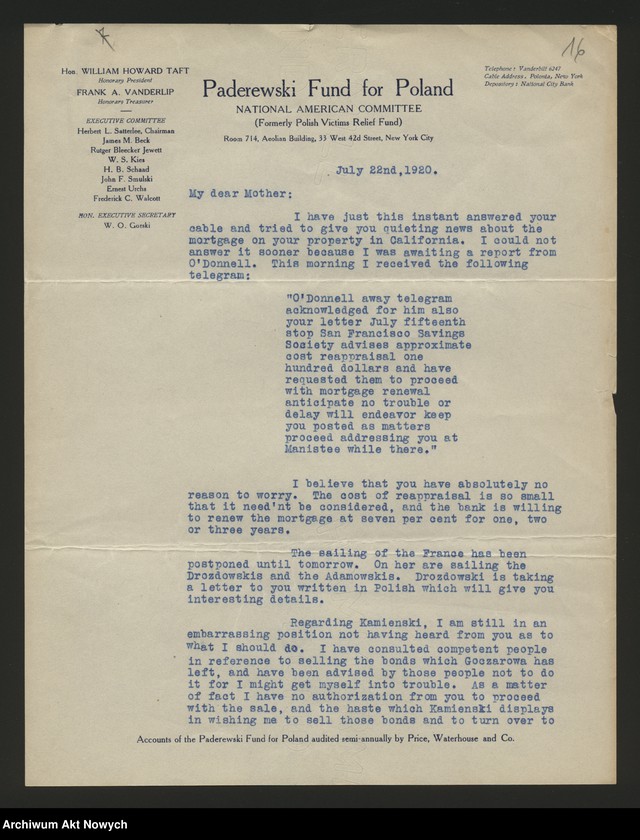 16
Hon. WILLIAM HOWARD TAFT
Honorary President
FRANK A. VANDERLIP
Honorary Treasurer
EXECUTIVE COMMITTEE
Herbert L. Satterlee, Chairman
James M. Beck
Rutger Bleecker Jewett
W. S. Kies
H. B. Schaad
John F. Smulski
Ernest Urchs
Frederick C. Walcott
HON. EXECUTIVE SECRETARY
W. O. Gorski
Paderewski Fund for Poland
NATIONAL AMERICAN COMMITTEE
(Formerly Polish Victims Relief Fund)
Room 714, Aeolian Building, 33 West 42d Street, New York City
Telephone: Vanderbilt 6247
Cable Address, Polonia, New York
Depository: National City Bank
July 22nd,1920.
My dear Mother:
I have just this instant answered your
cable and tried to give you quieting news about the
mortgage on your property in California. I could not
answer it sooner because I was awaiting a report from
O'Donnell. This morning I received the following
telegram:
"O'Donnell away telegram
acknowledged for him also
your letter July fifteenth
stop San Francisco Savings
Society advises approximate
cost reappraisal one
hundred dollars and have
requested them to proceed
with mortgage renewal
anticipate no trouble or
delay will endeavor keep
you posted as matters
proceed addressing you at
Manistee while there."
I believe that you have absolutely no
reason to worry. The cost of reappraisal is so small
that it need'nt be considered, and the bank is willing
to renew the mortgage at seven per cent for one, two
or three years.
The sailing of the France has been
postponed until tomorrow. On her are sailing the
Drozdowskis and the Adamowskis. Drozdowski is taking
a letter to you written in Polish which will give you
interesting details.
Regarding Kamienski, I am still in an
embarrassing position not having heard from you as to
what I should do. I have consulted competent people
in reference to selling the bonds which Goczarowa has
left, and have been advised by those people not to do
it for I might get myself into trouble. As a matter
of fact I have no authorization from you to proceed
with the sale, and the haste which Kamienski displays
in wishing me to sell those bonds and to turn over to
Accounts of the Paderewski Fund for Poland audited semi-annually by Price, Waterhouse and Co.
Archiwum Akt Nowych